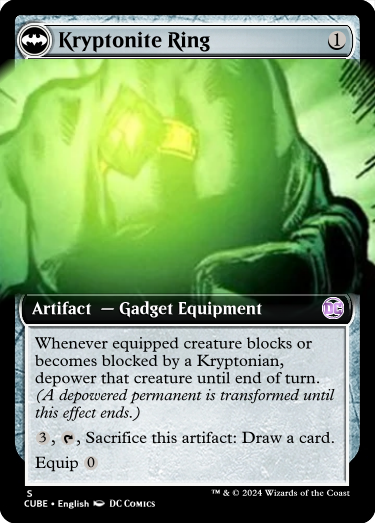 Kryptonite Ring 1
Artifact — Gadget Equipment DC
Whenever equipped creature blocks or
becomes blocked by a Kryptonian,
depower that creature until end of turn.
(A depowered permanent is transformed until
this effect ends.)
3, , Sacrifice this artifact: Draw a card.
Equip 0
S
CUBE • English DC Comics ™ & © 2024 Wizards of the Coast